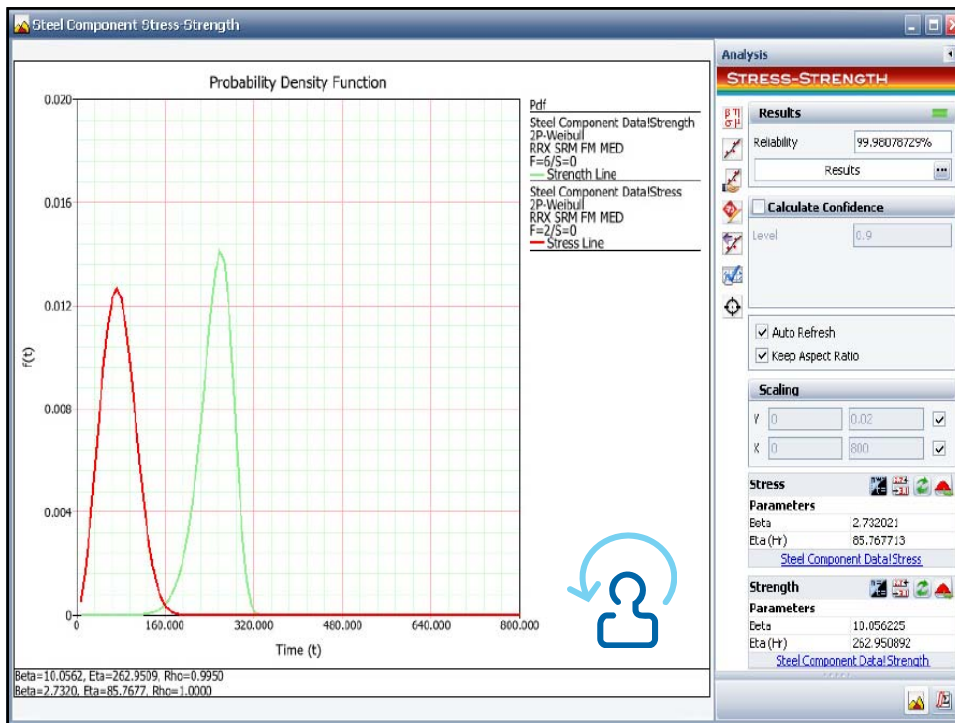 Steel Component Stress-Strength
Probability Density Function
0.020
0.016
0.012
0.008
0.004
0
f(t)
0
160.000
320.000
480.000
640.000
800.000
Time (t)
Pdf
Steel Component Data!Strength
2P-Weibull
RRX SRM FM MED
F=6/S=0
Strength Line
Steel Component Data!Stress
2P-Weibull
RRX SRM FM MED
F=2/S=0
Stress Line
Beta=10.0562, Eta=262.9509, Rho=0.9950
Beta=2.7320, Eta=85.7677, Rho=1.0000
Analysis
STRESS-STRENGTH
β η
σ μ
Results
Reliability 99.98078729%
Results ...
Calculate Confidence
Level 0.9
Auto Refresh
Keep Aspect Ratio
Scaling
Y 0 0.02
X 0 800
Stress
Parameters
Beta 2.732021
Eta (Hr) 85.767713
Steel Component Data!Stress
Strength
Parameters
Beta 10.056225
Eta (Hr) 262.950892
Steel Component Data!Strength